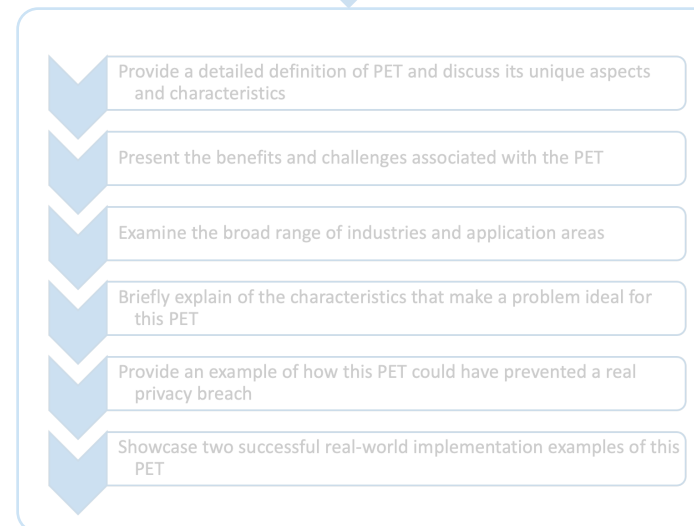 Provide a detailed definition of PET and discuss its unique aspects
and characteristics
Present the benefits and challenges associated with the PET
Examine the broad range of industries and application areas
Briefly explain of the characteristics that make a problem ideal for
this PET
Provide an example of how this PET could have prevented a real
privacy breach
Showcase two successful real-world implementation examples of this
PET